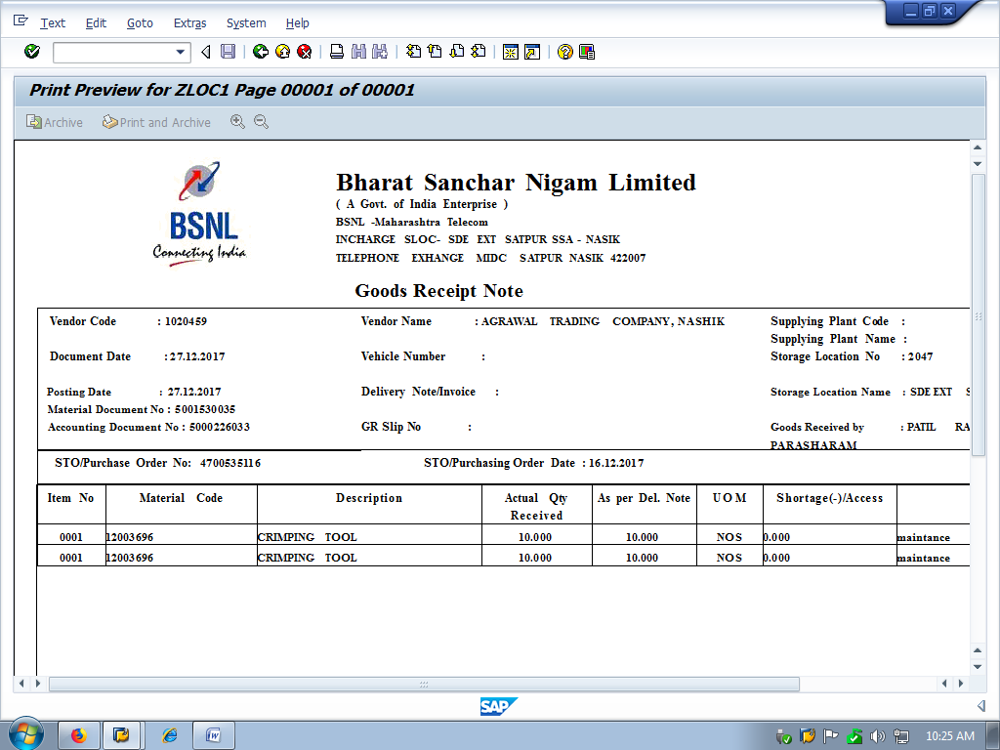 Text Edit Goto Extras System Help
Print Preview for ZLOC1 Page 00001 of 00001
Archive Print and Archive
BSNL
Connecting India
Bharat Sanchar Nigam Limited
( A Govt. of India Enterprise )
BSNL -Maharashtra Telecom
INCHARGE SLOC- SDE EXT SATPUR SSA - NASIK
TELEPHONE EXHANGE MIDC SATPUR NASIK 422007
Goods Receipt Note
Vendor Code : 1020459 Vendor Name : AGRAWAL TRADING COMPANY, NASHIK Supplying Plant Code :
Supplying Plant Name :
Document Date : 27.12.2017 Vehicle Number : Storage Location No : 2047
Posting Date : 27.12.2017 Delivery Note/Invoice : Storage Location Name : SDE EXT S
Material Document No : 5001530035
Accounting Document No : 5000226033 GR Slip No : Goods Received by : PATIL RA
PARASHARAM
STO/Purchase Order No: 4700535116 STO/Purchasing Order Date : 16.12.2017
Item No Material Code Description Actual Qty As per Del. Note U O M Shortage(-)/Access
Received
0001 12003696 CRIMPING TOOL 10.000 10.000 NOS 0.000 maintance
0001 12003696 CRIMPING TOOL 10.000 10.000 NOS 0.000 maintance
SAP
10:25 AM